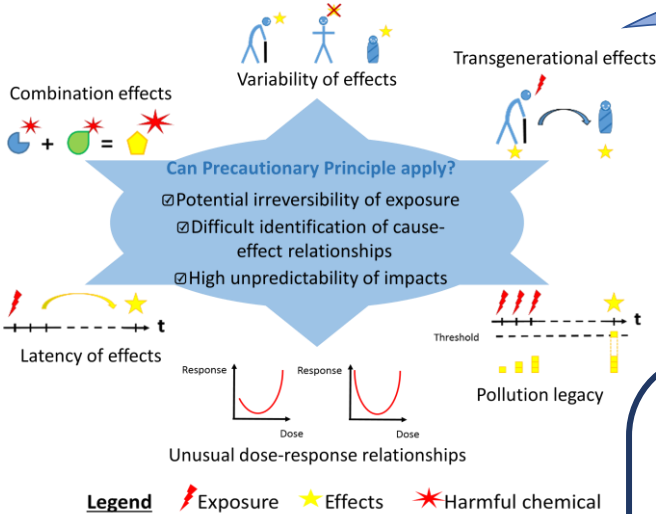 Variability of effects
Transgenerational effects
Combination effects
+
=
Can Precautionary Principle apply?
☑Potential irreversibility of exposure
☑Difficult identification of cause-
effect relationships
☑High unpredictability of impacts
t
Latency of effects
t
Threshold
Pollution legacy
Response
Dose
Response
Dose
Unusual dose-response relationships
Legend Exposure Effects Harmful chemical